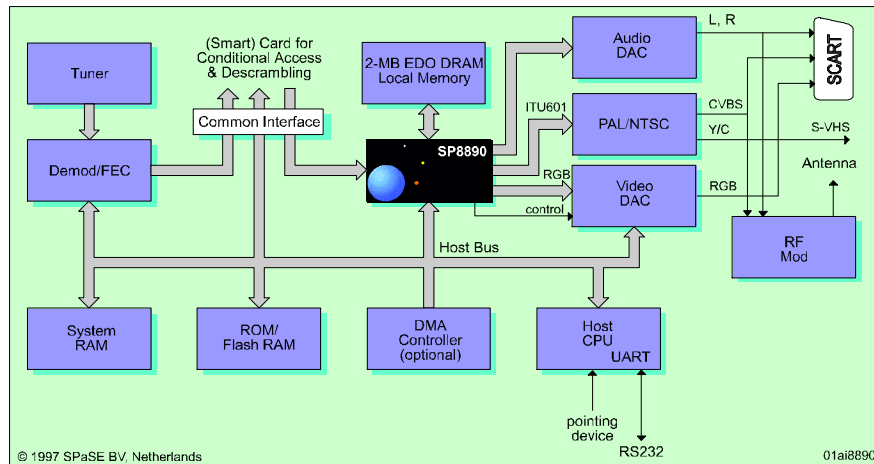 Tuner
(Smart) Card for
Conditional Access
& Descrambling
Common Interface
Demod/FEC
2-MB EDO DRAM
Local Memory
SP8890
ITU601
RGB
control
Audio
DAC
L, R
PAL/NTSC
CVBS
Y/C
S-VHS
SCART
Video
DAC
RGB
Antenna
RF
Mod
Host Bus
System
RAM
ROM/
Flash RAM
DMA
Controller
(optional)
Host
CPU
UART
pointing
device
RS232
© 1997 SPaSE BV, Netherlands
01ai8890